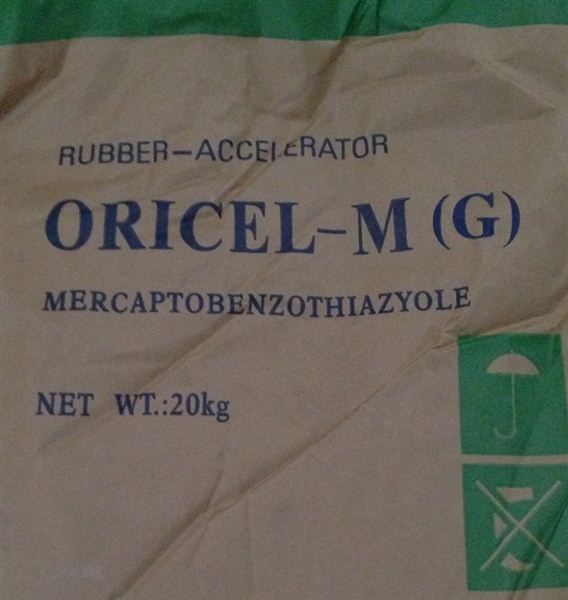 RUBBER-ACCELERATOR
ORICEL-M (G)
MERCAPTOBENZOTHIAZYOLE
NET WT.:20kg